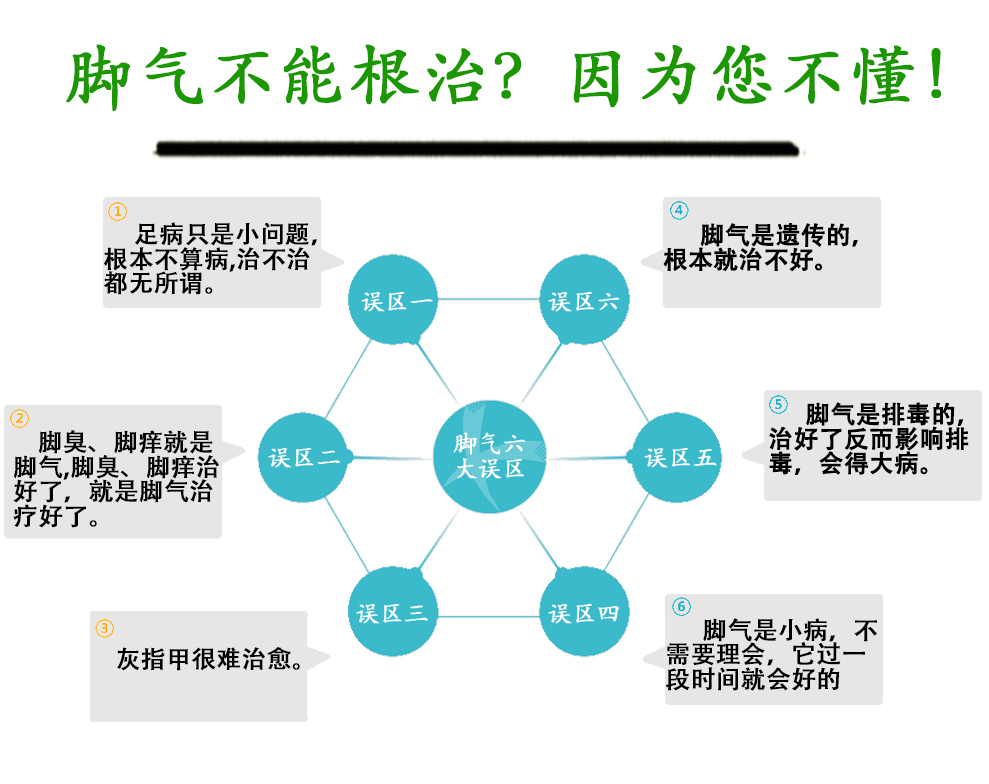 脚气不能根治? 因为您不懂!
①
足病只是小问题,
根本不算病,治不治
都无所谓。
④
脚气是遗传的,
根本就治不好。
误区一
误区六
②
脚臭、脚痒就是
脚气,脚臭、脚痒治
好了，就是脚气治
疗好了。
误区二
脚气六
大误区
误区五
⑤
脚气是排毒的,
治好了反而影响排
毒，会得大病。
③
灰指甲很难治愈。
误区三
误区四
⑥
脚气是小病，不
需要理会，它过一
段时间就会好的